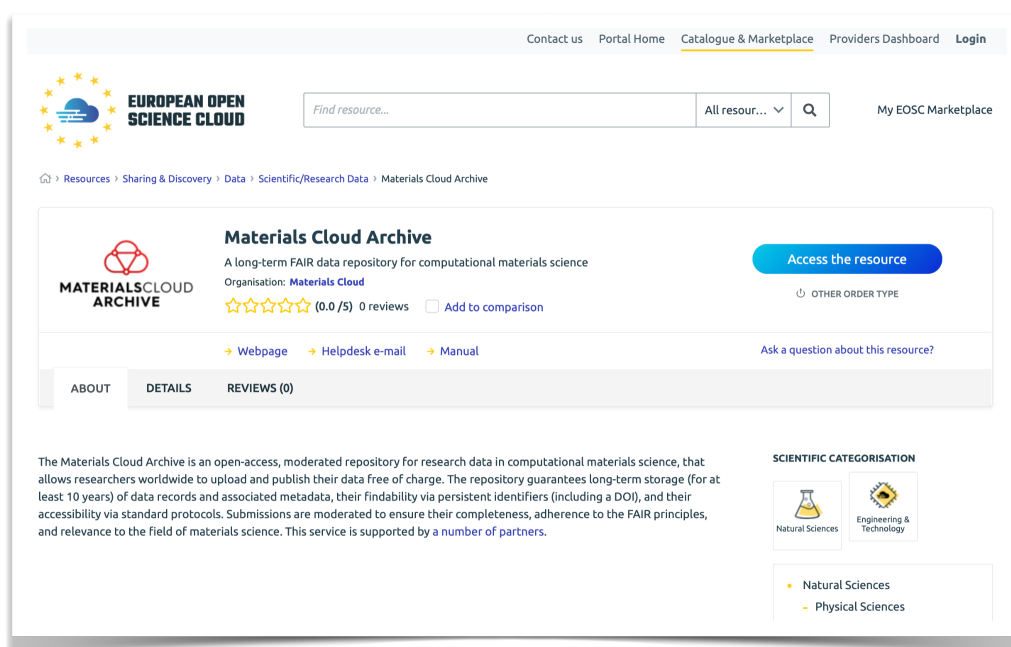 Contact us Portal Home Catalogue & Marketplace Providers Dashboard Login
EUROPEAN OPEN
SCIENCE CLOUD
Find resource...
All resour...
My EOSC Marketplace
› Resources › Sharing & Discovery › Data › Scientific/Research Data › Materials Cloud Archive
MATERIALSCLOUD
ARCHIVE
Materials Cloud Archive
A long-term FAIR data repository for computational materials science
Organisation: Materials Cloud
(0.0 /5) 0 reviews Add to comparison
Access the resource
OTHER ORDER TYPE
→ Webpage → Helpdesk e-mail → Manual
Ask a question about this resource?
ABOUT DETAILS REVIEWS (0)
The Materials Cloud Archive is an open-access, moderated repository for research data in computational materials science, that
allows researchers worldwide to upload and publish their data free of charge. The repository guarantees long-term storage (for at
least 10 years) of data records and associated metadata, their findability via persistent identifiers (including a DOI), and their
accessibility via standard protocols. Submissions are moderated to ensure their completeness, adherence to the FAIR principles,
and relevance to the field of materials science. This service is supported by a number of partners.
SCIENTIFIC CATEGORISATION
Natural Sciences
Engineering &
Technology
• Natural Sciences
– Physical Sciences